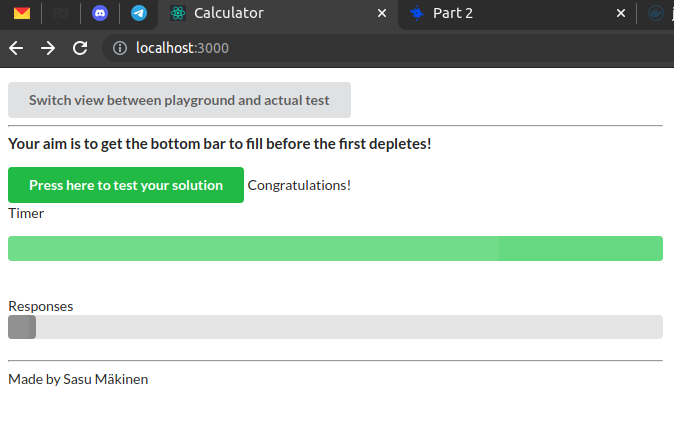 RS
Calculator
Part 2
localhost:3000
Switch view between playground and actual test
Your aim is to get the bottom bar to fill before the first depletes!
Press here to test your solution Congratulations!
Timer
Responses
Made by Sasu Mäkinen